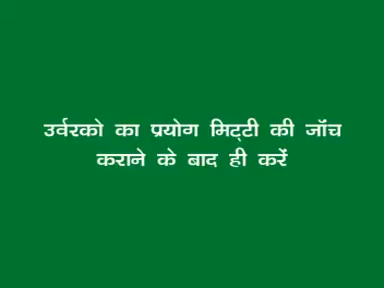 उर्वरको का प्रयोग मिट्टी की जॉंच
कराने के बाद ही करें